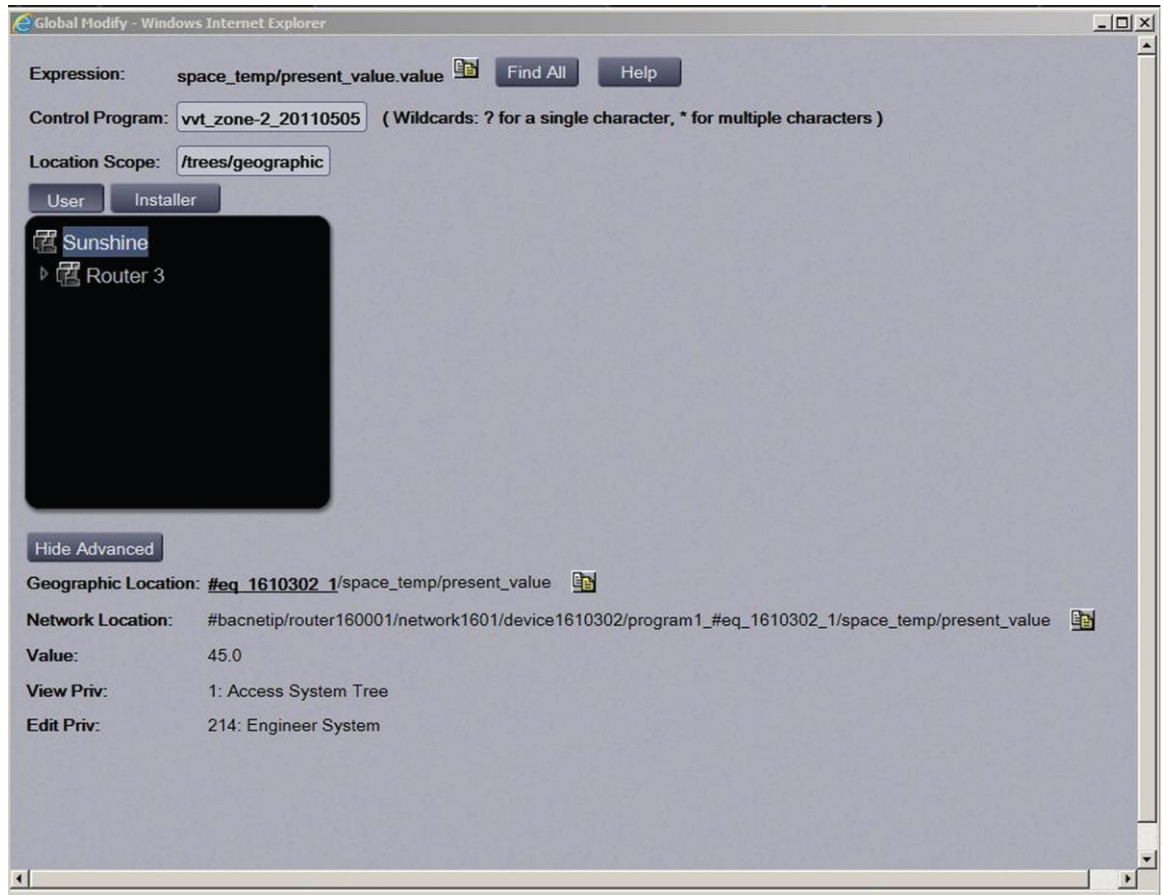 Global Modify - Windows Internet Explorer
Expression: space_temp/present_value.value Find All Help
Control Program: vvt_zone-2_20110505 ( Wildcards: ? for a single character, * for multiple characters )
Location Scope: /trees/geographic
User Installer
Sunshine
Router 3
Hide Advanced
Geographic Location: #eq_1610302_1/space_temp/present_value
Network Location: #bacnetip/router160001/network1601/device1610302/program1_#eq_1610302_1/space_temp/present_value
Value: 45.0
View Priv: 1: Access System Tree
Edit Priv: 214: Engineer System